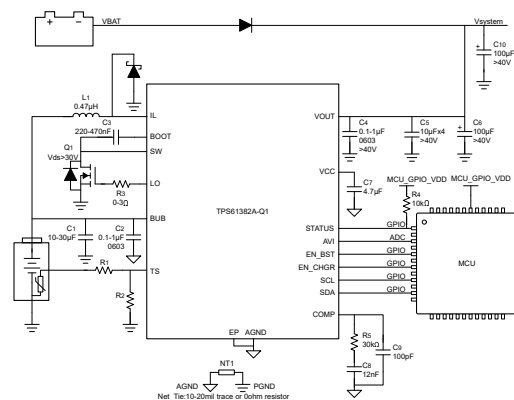 VBAT
Vsystem
C10
100µF
>40V
L1
0.47µH
IL
C3
220-470nF
BOOT
Q1
Vds>30V
SW
R3
0-3Ω
LO
BUB
C1
10-30µF
C2
0.1-1µF
0603
R1
TS
R2
TPS61382A-Q1
EP AGND
VOUT
C4
0.1-1µF
0603
>40V
C5
10µFx4
>40V
C6
100µF
>40V
VCC
C7
4.7µF
MCU_GPIO_VDD
MCU_GPIO_VDD
R4
10kΩ
STATUS
GPIO
AVI
ADC
EN_BST
GPIO
EN_CHGR
GPIO
SCL
GPIO
SDA
GPIO
MCU
COMP
R5
30kΩ
C8
12nF
C9
100pF
NT1
AGND
PGND
Net Tie:10-20mil trace or 0ohm resistor